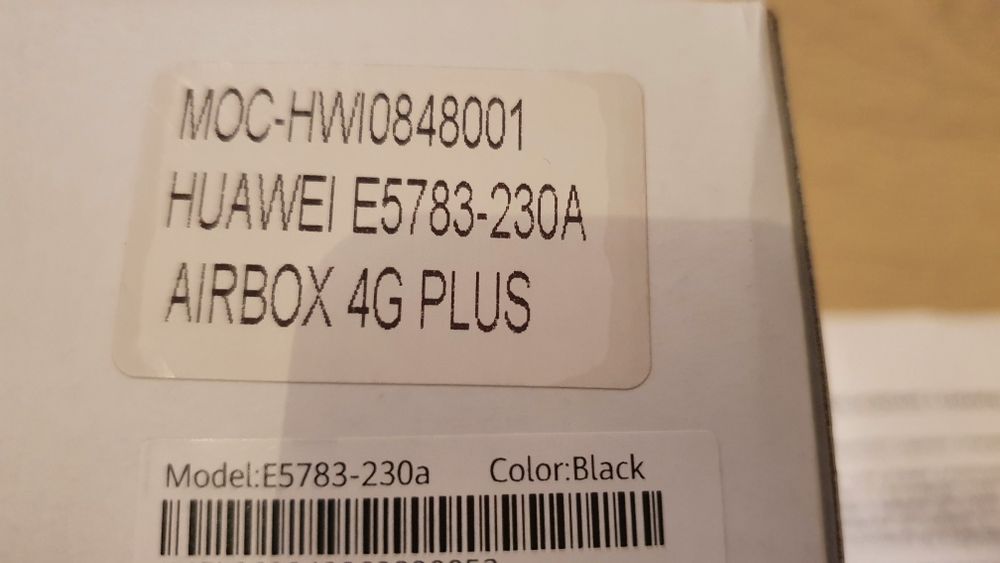 MOC-HWI0848001
HUAWEI E5783-230A
AIRBOX 4G PLUS
Model:E5783-230a Color:Black